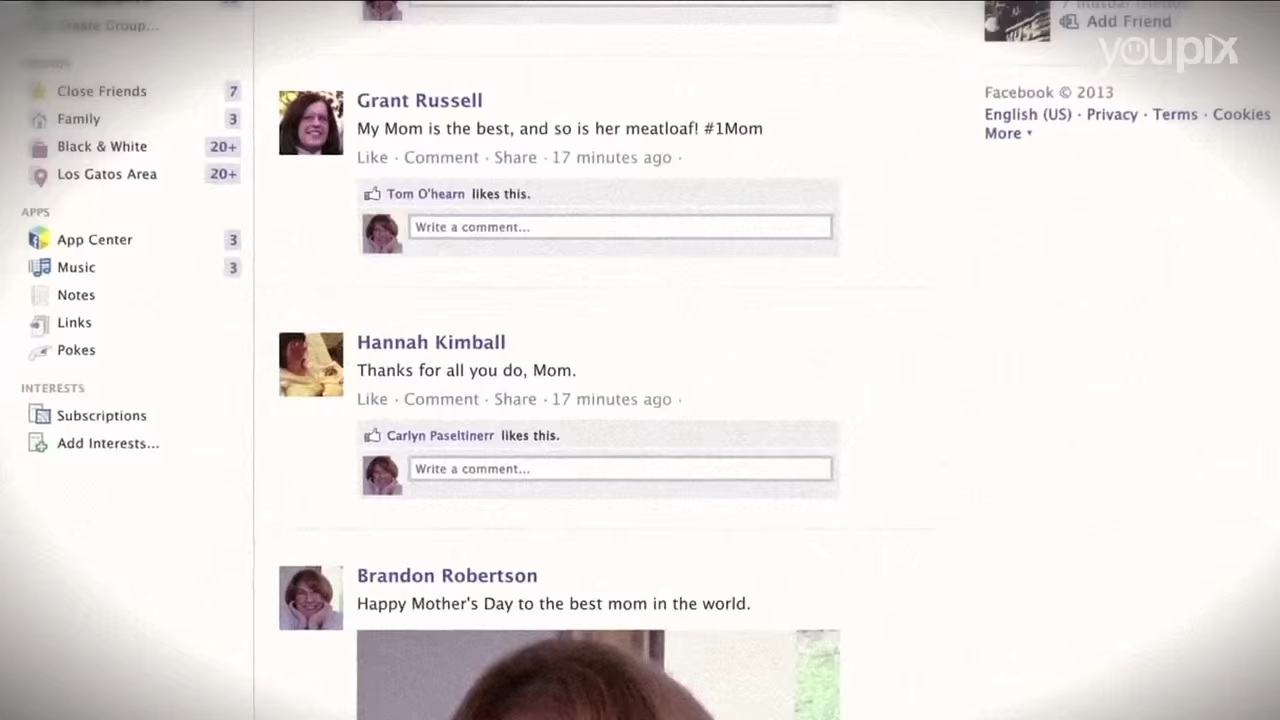 Create Group...
Close Friends 7
Family 3
Black & White 20+
Los Gatos Area 20+
APPS
App Center 3
Music 3
Notes
Links
Pokes
INTERESTS
Subscriptions
Add Interests...
Grant Russell
My Mom is the best, and so is her meatloaf! #1Mom
Like · Comment · Share · 17 minutes ago ·
Tom O'hearn likes this.
Write a comment...
Hannah Kimball
Thanks for all you do, Mom.
Like · Comment · Share · 17 minutes ago ·
Carlyn Paseltinerr likes this.
Write a comment...
Brandon Robertson
Happy Mother's Day to the best mom in the world.
Add Friend
youpix
Facebook © 2013
English (US) · Privacy · Terms · Cookies
More